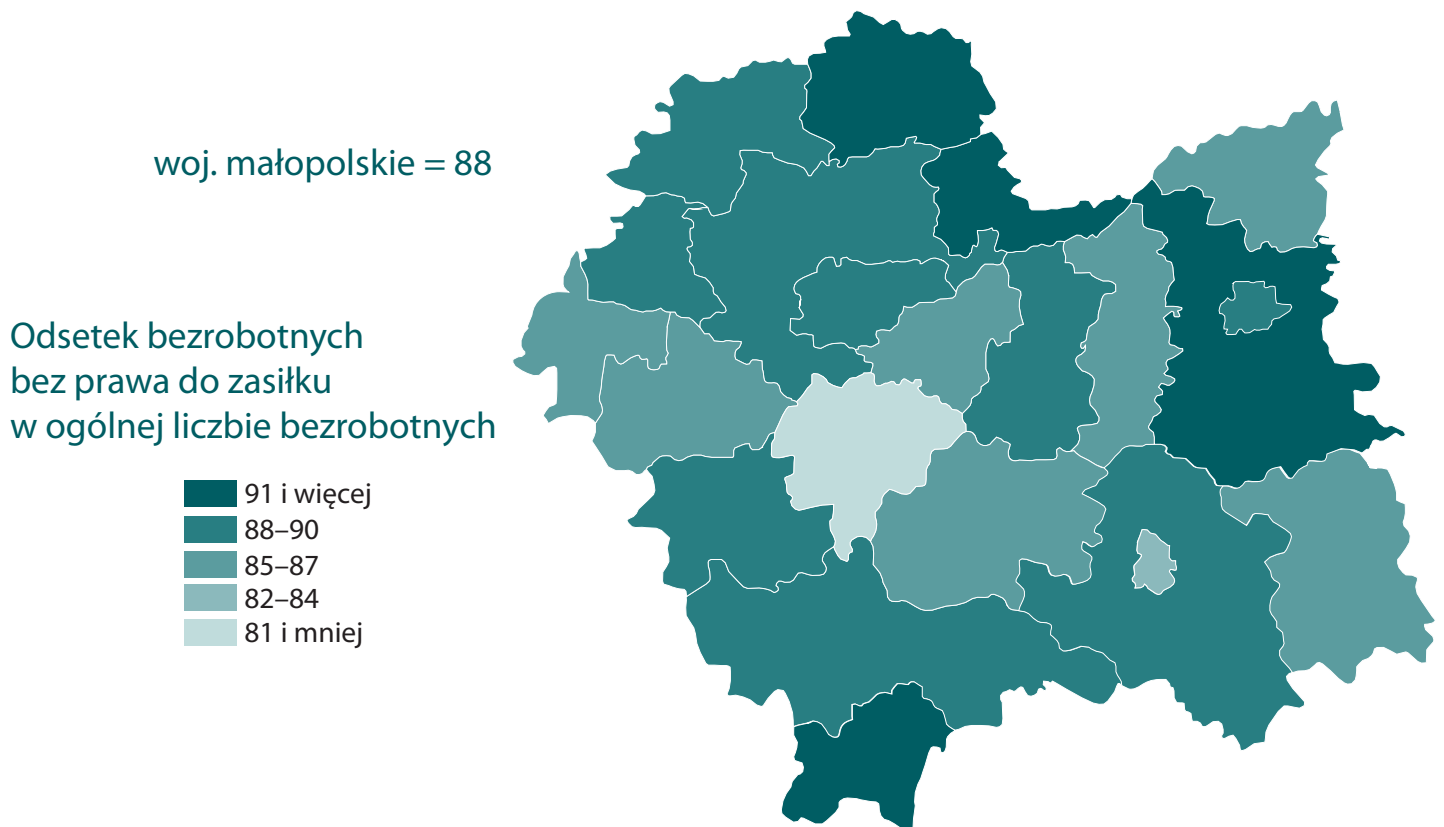 woj. małopolskie = 88
Odsetek bezrobotnych
bez prawa do zasiłku
w ogólnej liczbie bezrobotnych
91 i więcej
88–90
85–87
82–84
81 i mniej